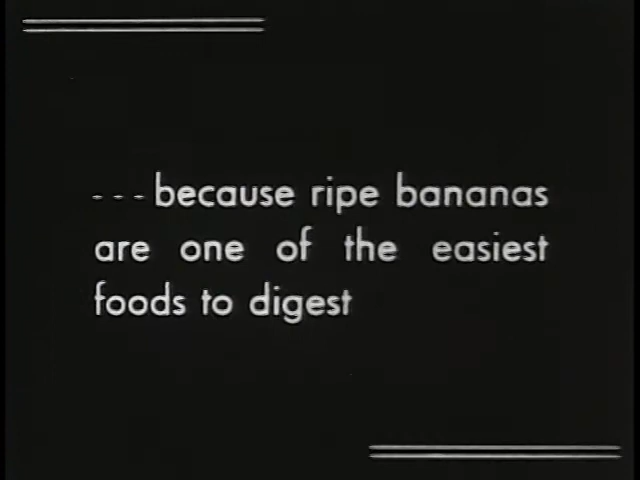 - - - because ripe bananas
are one of the easiest
foods to digest